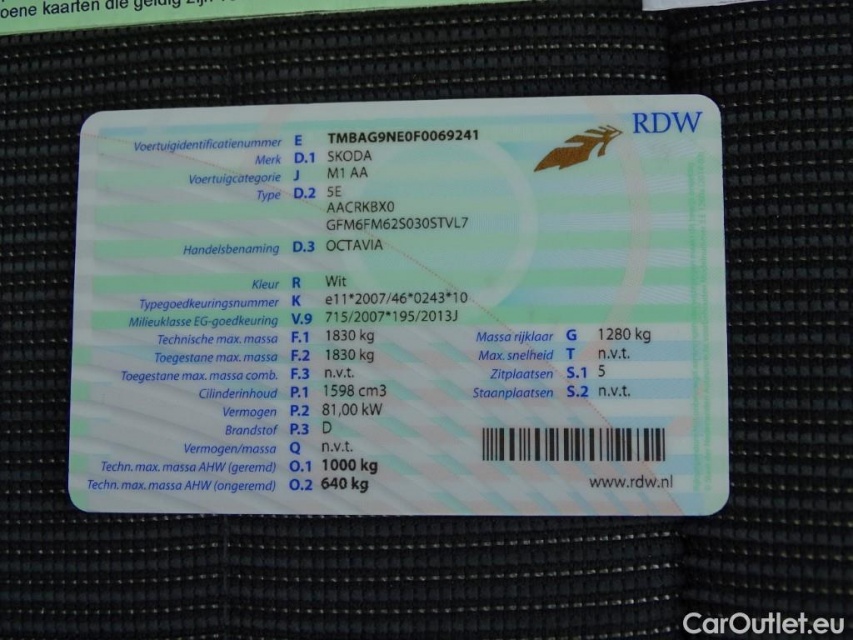 oene kaarten die geldig zijn
RDW
Voertuigidentificatienummer E TMBAG9NE0F0069241
Merk D.1 SKODA
Voertuigcategorie J M1 AA
Type D.2 5E
AACRKBX0
GFM6FM62S030STVL7
Handelsbenaming D.3 OCTAVIA
Kleur R Wit
Typegoedkeuringsnummer K e11*2007/46*0243*10
Milieuklasse EG-goedkeuring V.9 715/2007*195/2013J
Technische max. massa F.1 1830 kg
Toegestane max. massa F.2 1830 kg
Toegestane max. massa comb. F.3 n.v.t.
Cilinderinhoud P.1 1598 cm3
Vermogen P.2 81,00 kW
Brandstof P.3 D
Vermogen/massa Q n.v.t.
Techn. max. massa AHW (geremd) O.1 1000 kg
Techn. max. massa AHW (ongeremd) O.2 640 kg
Massa rijklaar G 1280 kg
Max. snelheid T n.v.t.
Zitplaatsen S.1 5
Staanplaatsen S.2 n.v.t.
www.rdw.nl
CarOutlet.eu